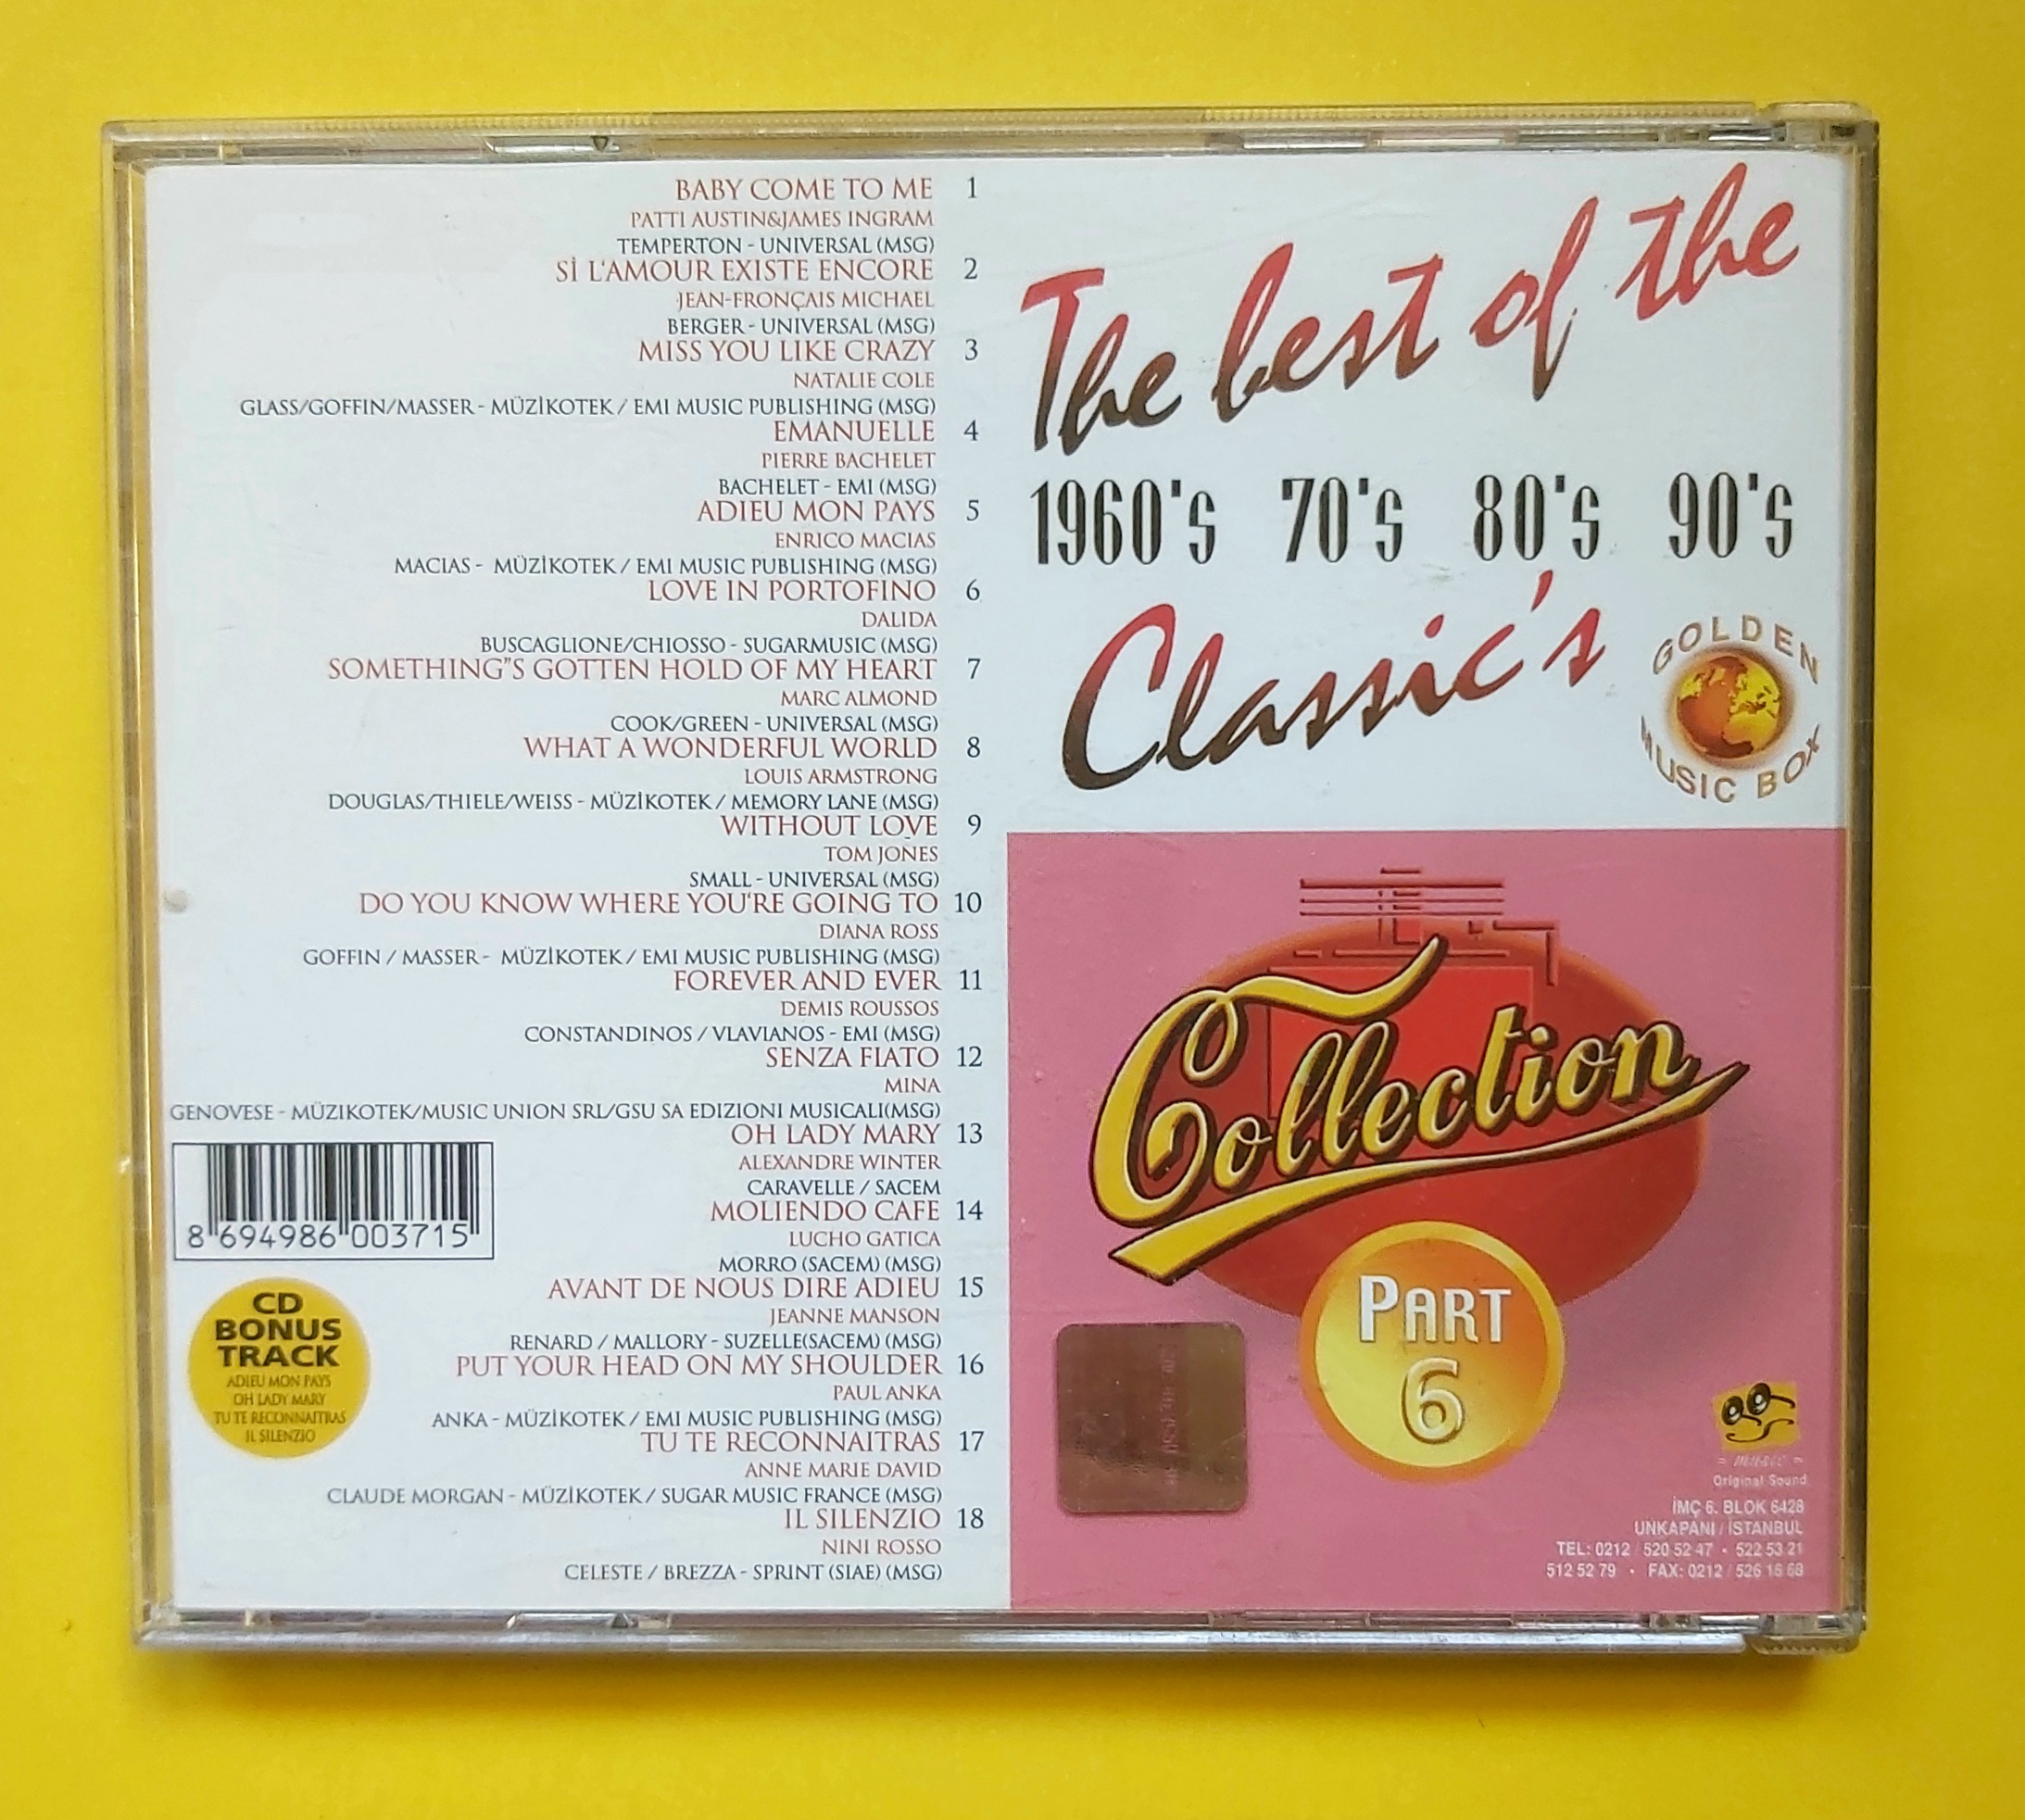 BABY COME TO ME 1
PATTI AUSTIN&JAMES INGRAM
TEMPERTON - UNIVERSAL (MSG)
Sİ L'AMOUR EXISTE ENCORE 2
JEAN-FRONÇAIS MICHAEL
BERGER - UNIVERSAL (MSG)
MISS YOU LIKE CRAZY 3
NATALIE COLE
GLASS/GOFFIN/MASSER - MÜZİKOTEK / EMI MUSIC PUBLISHING (MSG)
EMANUELLE 4
PIERRE BACHELET
BACHELET - EMI (MSG)
ADIEU MON PAYS 5
ENRICO MACIAS
MACIAS - MÜZİKOTEK / EMI MUSIC PUBLISHING (MSG)
LOVE IN PORTOFINO 6
DALIDA
BUSCAGLIONE/CHIOSSO - SUGARMUSIC (MSG)
SOMETHING"S GOTTEN HOLD OF MY HEART 7
MARC ALMOND
COOK/GREEN - UNIVERSAL (MSG)
WHAT A WONDERFUL WORLD 8
LOUIS ARMSTRONG
DOUGLAS/THIELE/WEISS - MÜZİKOTEK / MEMORY LANE (MSG)
WITHOUT LOVE 9
TOM JONES
SMALL - UNIVERSAL (MSG)
DO YOU KNOW WHERE YOU'RE GOING TO 10
DIANA ROSS
GOFFIN / MASSER - MÜZİKOTEK / EMI MUSIC PUBLISHING (MSG)
FOREVER AND EVER 11
DEMIS ROUSSOS
CONSTANDINOS / VLAVIANOS - EMI (MSG)
SENZA FIATO 12
MINA
GENOVESE - MÜZIKOTEK/MUSIC UNION SRL/GSU SA EDIZIONI MUSICALI(MSG)
OH LADY MARY 13
ALEXANDRE WINTER
CARAVELLE / SACEM
MOLIENDO CAFE 14
LUCHO GATICA
MORRO (SACEM) (MSG)
AVANT DE NOUS DIRE ADIEU 15
JEANNE MANSON
RENARD / MALLORY - SUZELLE(SACEM) (MSG)
PUT YOUR HEAD ON MY SHOULDER 16
PAUL ANKA
ANKA - MÜZİKOTEK / EMI MUSIC PUBLISHING (MSG)
TU TE RECONNAITRAS 17
ANNE MARIE DAVID
CLAUDE MORGAN - MÜZİKOTEK / SUGAR MUSIC FRANCE (MSG)
IL SILENZIO 18
NINI ROSSO
CELESTE / BREZZA - SPRINT (SIAE) (MSG)
8 694986 003715
CD
BONUS
TRACK
ADIEU MON PAYS
OH LADY MARY
TU TE RECONNAITRAS
IL SILENZIO
The best of the
1960's 70's 80's 90's
Classic's
GOLDEN
MUSIC BOX
Collection
PART
6
MUSIC
Original Sound
İMÇ 6. BLOK 6428
UNKAPANI / İSTANBUL
TEL: 0212 / 520 52 47 • 522 53 21
512 52 79 • FAX: 0212 / 526 16 68